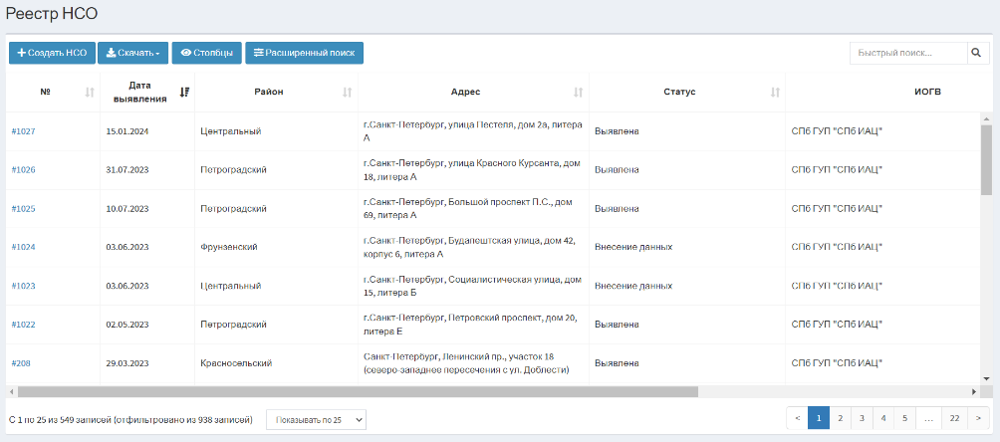 Реестр НСО
Создать НСО Скачать Столбцы Расширенный поиск Быстрый поиск...
№ Дата выявления Район Адрес Статус ИОГВ
#1027 15.01.2024 Центральный г.Санкт-Петербург, улица Пестеля, дом 2а, литера Выявлена СПб ГУП "СПб ИАЦ"
А
#1026 31.07.2023 Петроградский г.Санкт-Петербург, улица Красного Курсанта, дом Выявлена СПб ГУП "СПб ИАЦ"
18, литера А
#1025 10.07.2023 Петроградский г.Санкт-Петербург, Большой проспект П.С., дом Выявлена СПб ГУП "СПб ИАЦ"
69, литера А
#1024 03.06.2023 Фрунзенский г.Санкт-Петербург, Будапештская улица, дом 42, Внесение данных СПб ГУП "СПб ИАЦ"
корпус 6, литера А
#1023 03.06.2023 Центральный г.Санкт-Петербург, Социалистическая улица, дом Внесение данных СПб ГУП "СПб ИАЦ"
15, литера Б
#1022 02.05.2023 Петроградский г.Санкт-Петербург, Петровский проспект, дом 20, Выявлена СПб ГУП "СПб ИАЦ"
литера Е
#208 29.03.2023 Красносельский Санкт-Петербург, Ленинский пр., участок 18 Выявлена СПб ГУП "СПб ИАЦ"
(северо-западнее пересечения с ул. Доблести)
С 1 по 25 из 549 записей (отфильтровано из 938 записей) Показывать по 25 < 1 2 3 4 5 ... 22 >